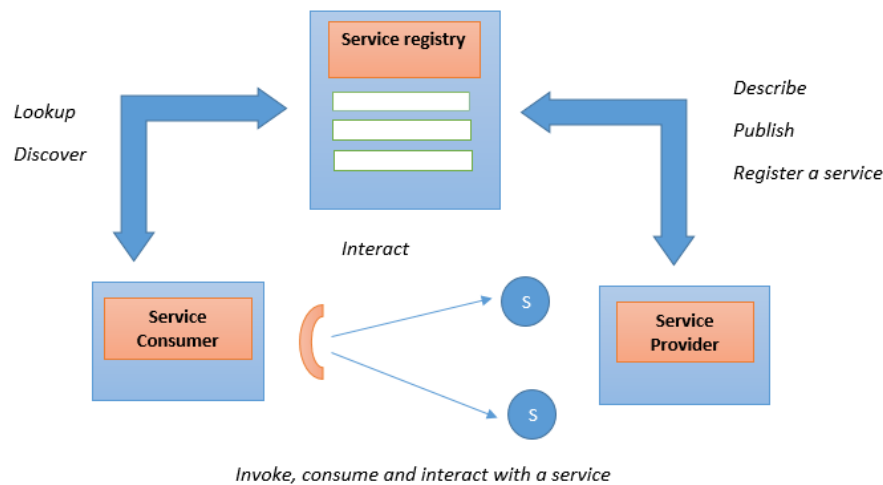 Service registry
Lookup
Discover
Describe
Publish
Register a service
Interact
Service
Consumer
S
S
Service
Provider
Invoke, consume and interact with a service